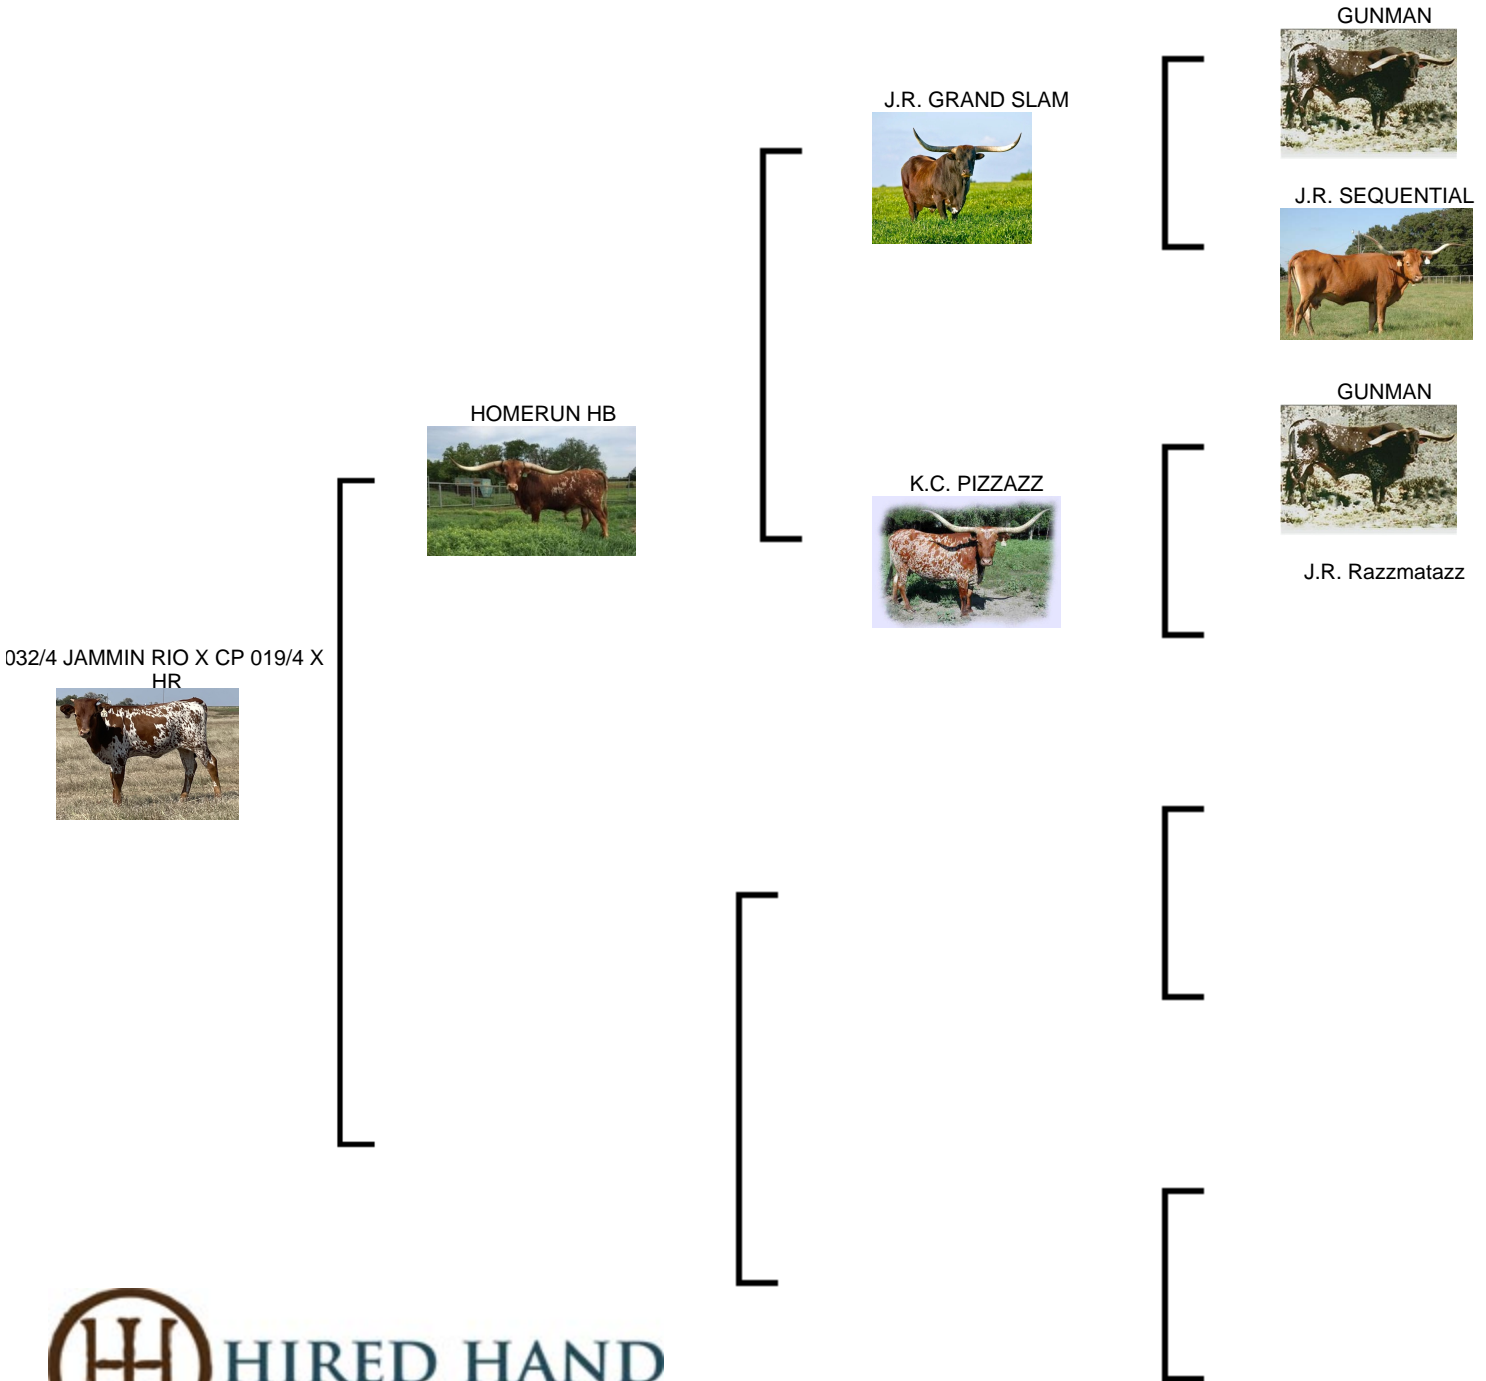 GUNMAN
J.R. GRAND SLAM
J.R. SEQUENTIAL
GUNMAN
HOMERUN HB
K.C. PIZZAZZ
J.R. Razzmatazz
032/4 JAMMIN RIO X CP 019/4 X
HR
HIRED HAND